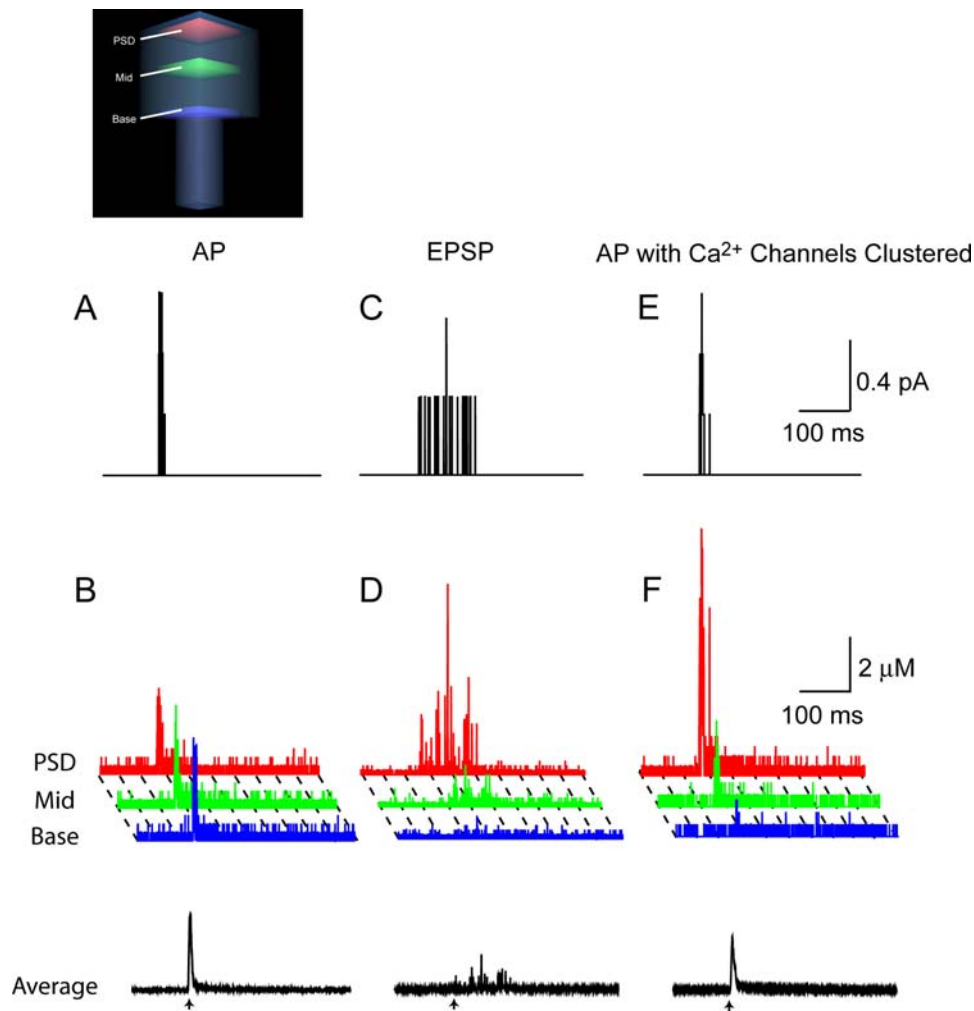 PSD
Mid
Base
AP
EPSP
AP with Ca²⁺ Channels Clustered
A
C
E
0.4 pA
100 ms
B
D
F
2 μM
100 ms
PSD
Mid
Base
Average